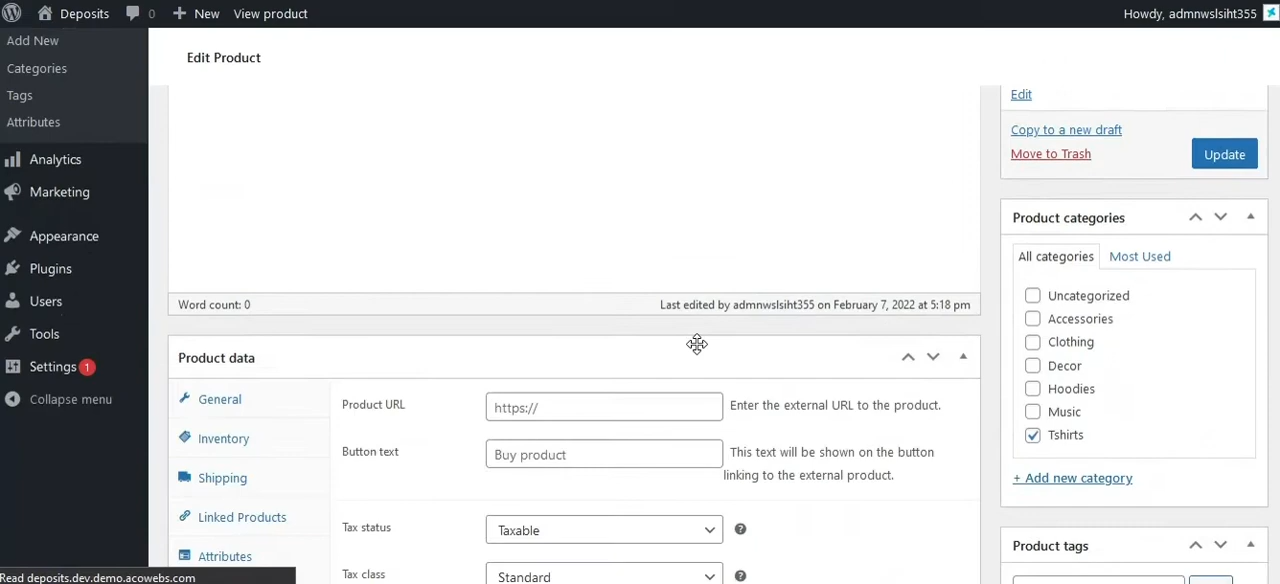 Deposits 0 New View product Howdy, admnwslsiht355
Add New
Categories
Tags
Attributes
Analytics
Marketing
Appearance
Plugins
Users
Tools
Settings 1
Collapse menu
Edit Product
Word count: 0 Last edited by admnwslsiht355 on February 7, 2022 at 5:18 pm
Product data
General
Inventory
Shipping
Linked Products
Attributes
Product URL https:// Enter the external URL to the product.
Button text Buy product This text will be shown on the button
linking to the external product.
Tax status Taxable
Tax class Standard
Edit
Copy to a new draft
Move to Trash Update
Product categories
All categories Most Used
Uncategorized
Accessories
Clothing
Decor
Hoodies
Music
Tshirts
+ Add new category
Product tags
Read deposits.dev.demo.acowebs.com